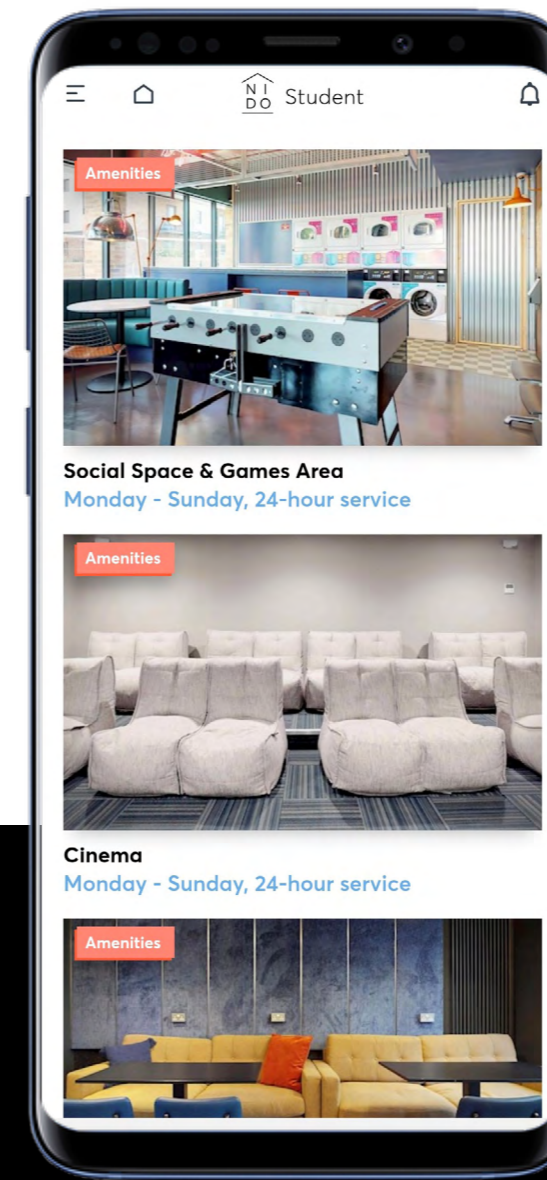 NI
DO
Student
Amenities
Social Space & Games Area
Monday - Sunday, 24-hour service
Amenities
Cinema
Monday - Sunday, 24-hour service
Amenities